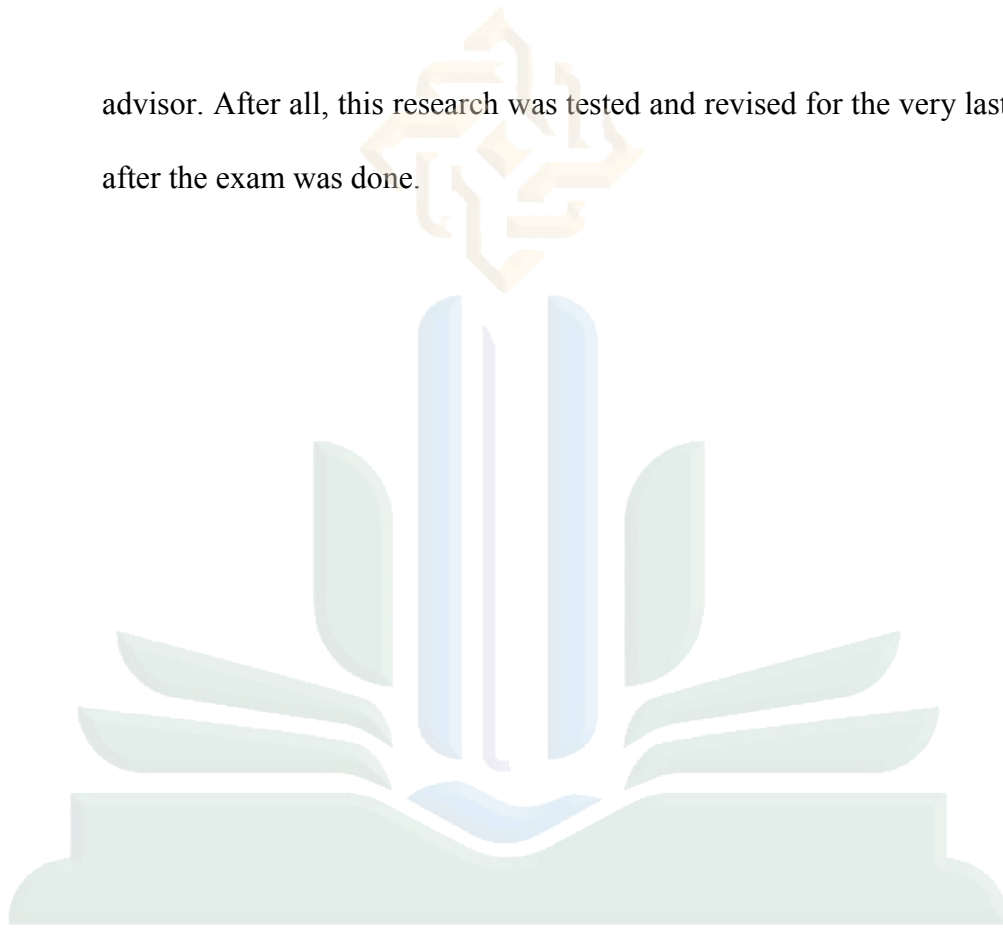 advisor. After all, this research was tested and revised for the very last
after the exam was done.